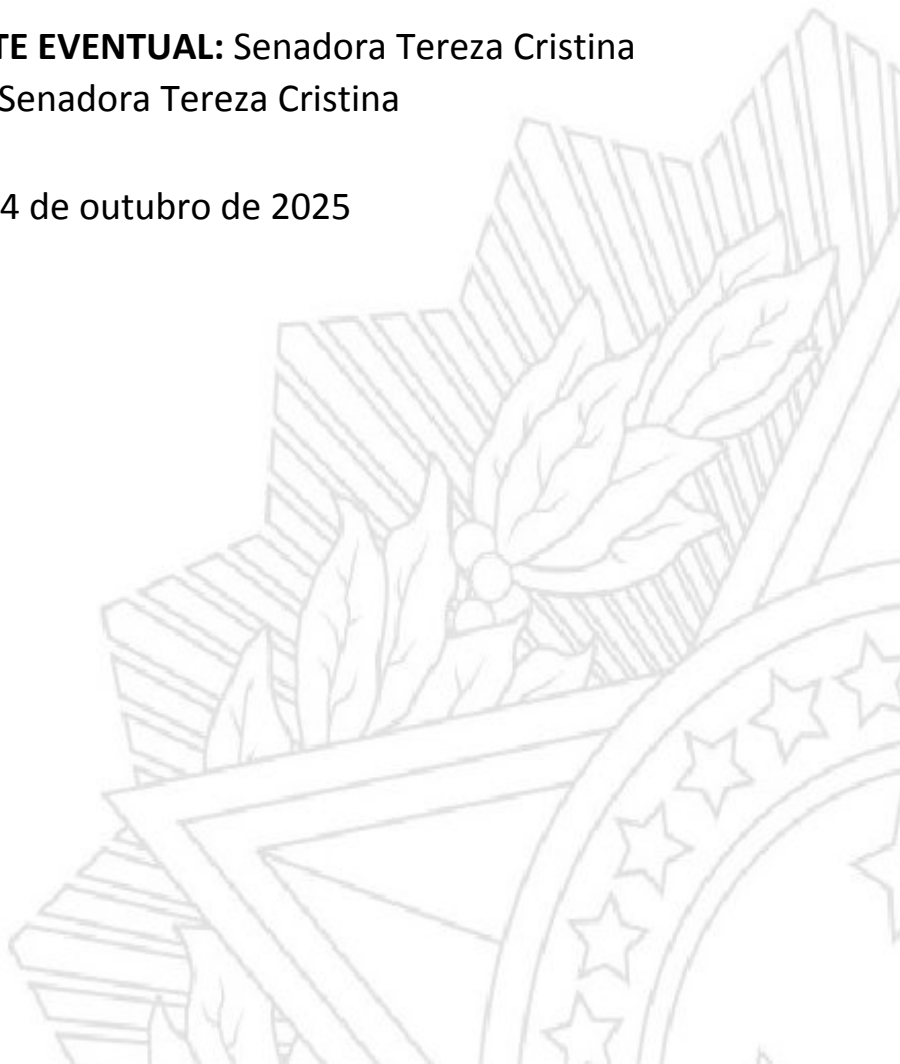 TE EVENTUAL: Senadora Tereza Cristina
Senadora Tereza Cristina
4 de outubro de 2025